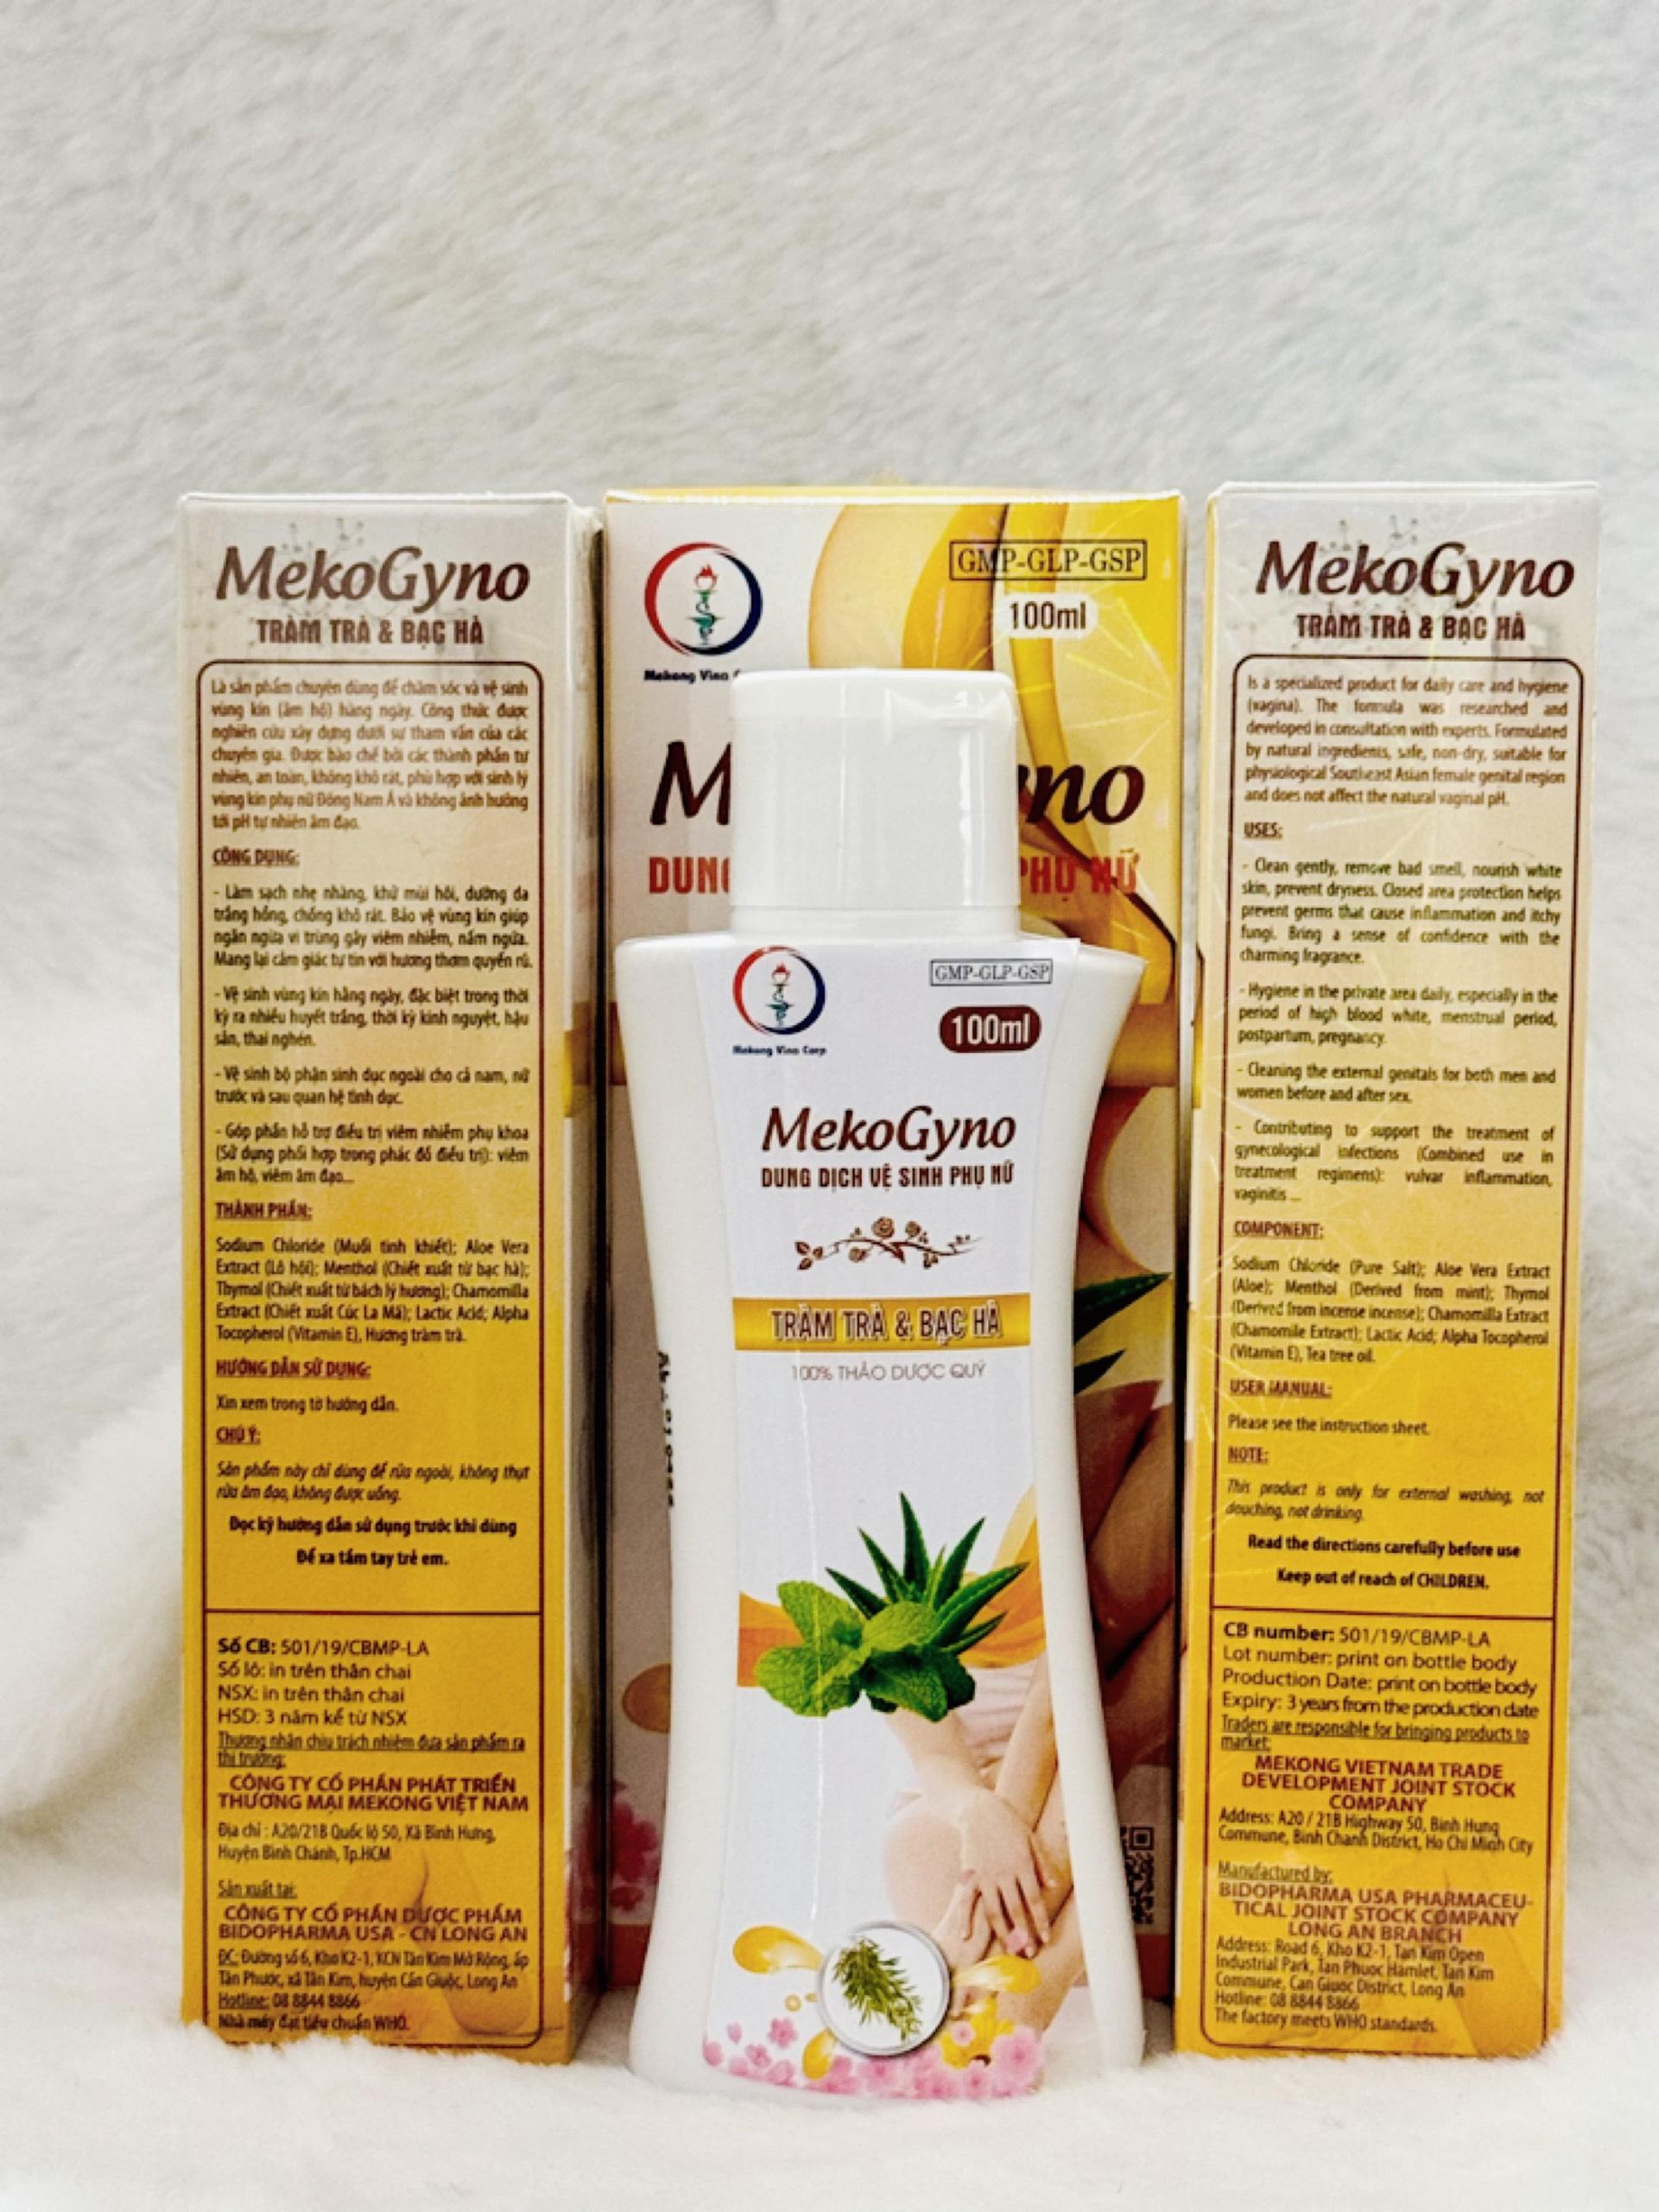 MekoGyno
TRÀM TRÀ & BẠC HÀ
Là sản phẩm chuyên dùng để chăm sóc và vệ sinh
vùng kín (âm hộ) hàng ngày. Công thức được
nghiên cứu xây dựng dưới sự tham vấn của các
chuyên gia. Được bào chế bởi các thành phần tự
nhiên, an toàn, không khô rát, phù hợp với sinh lý
vùng kín phụ nữ Đông Nam Á và không ảnh hưởng
tới pH tự nhiên âm đạo.
CÔNG DỤNG:
- Làm sạch nhẹ nhàng, khử mùi hôi, dưỡng da
trắng hồng, chống khô rát. Bảo vệ vùng kín giúp
ngăn ngừa vi trùng gây viêm nhiễm, nấm ngứa.
Mang lại cảm giác tự tin với hương thơm quyến rũ.
- Vệ sinh vùng kín hằng ngày, đặc biệt trong thời
kỳ ra nhiều huyết trắng, thời kỳ kinh nguyệt, hậu
sản, thai nghén.
- Vệ sinh bộ phận sinh dục ngoài cho cả nam, nữ
trước và sau quan hệ tình dục.
- Góp phần hỗ trợ điều trị viêm nhiễm phụ khoa
(Sử dụng phối hợp trong phác đồ điều trị): viêm
âm hộ, viêm âm đạo...
THÀNH PHẦN:
Sodium Chloride (Muối tinh khiết); Aloe Vera
Extract (Lô hội); Menthol (Chiết xuất từ bạc hà);
Thymol (Chiết xuất từ bách lý hương); Chamomilla
Extract (Chiết xuất Cúc La Mã); Lactic Acid; Alpha
Tocopherol (Vitamin E), Hương tràm trà.
HƯỚNG DẪN SỬ DỤNG:
Xin xem trong tờ hướng dẫn.
CHÚ Ý:
Sản phẩm này chỉ dùng để rửa ngoài, không thụt
rửa âm đạo, không được uống.
Đọc kỹ hướng dẫn sử dụng trước khi dùng
Để xa tầm tay trẻ em.
Số CB: 501/19/CBMP-LA
Số lô: in trên thân chai
NSX: in trên thân chai
HSD: 3 năm kể từ NSX
Thương nhân chịu trách nhiệm đưa sản phẩm ra
thị trường:
CÔNG TY CỔ PHẦN PHÁT TRIỂN
THƯƠNG MẠI MEKONG VIỆT NAM
Địa chỉ : A20/21B Quốc lộ 50, Xã Bình Hưng,
Huyện Bình Chánh, Tp.HCM
Sản xuất tại:
CÔNG TY CỔ PHẦN DƯỢC PHẨM
BIDOPHARMA USA - CN LONG AN
ĐC: Đường số 6, Kho K2-1, KCN Tân Kim Mở Rộng, ấp
Tân Phước, xã Tân Kim, huyện Cần Giuộc, Long An
Hotline: 08 8844 8866
Nhà máy đạt tiêu chuẩn WHO.
GMP-GLP-GSP
100ml
Mekong Vina
M
no
DUN
PHỤ NỮ
GMP-GLP-GSP
100ml
Mekong Vina Corp
MekoGyno
DUNG DỊCH VỆ SINH PHỤ NỮ
TRÀM TRÀ & BẠC HÀ
100% THẢO DƯỢC QUÝ
MekoGyno
TRÀM TRÀ & BẠC HÀ
Is a specialized product for daily care and hygiene
(vagina). The formula was researched and
developed in consultation with experts. Formulated
by natural ingredients, safe, non-dry, suitable for
physiological Southeast Asian female genital region
and does not affect the natural vaginal pH.
USES:
- Clean gently, remove bad smell, nourish white
skin, prevent dryness. Closed area protection helps
prevent germs that cause inflammation and itchy
fungi. Bring a sense of confidence with the
charming fragrance.
- Hygiene in the private area daily, especially in the
period of high blood white, menstrual period,
postpartum, pregnancy.
- Cleaning the external genitals for both men and
women before and after sex.
- Contributing to support the treatment of
gynecological infections (Combined use in
treatment regimens): vulvar inflammation,
vaginitis ...
COMPONENT:
Sodium Chloride (Pure Salt); Aloe Vera Extract
(Aloe); Menthol (Derived from mint); Thymol
(Derived from incense incense); Chamomilla Extract
(Chamomile Extract); Lactic Acid; Alpha Tocopherol
(Vitamin E), Tea tree oil.
USER MANUAL:
Please see the instruction sheet.
NOTE:
This product is only for external washing, not
douching, not drinking.
Read the directions carefully before use
Keep out of reach of CHILDREN.
CB number: 501/19/CBMP-LA
Lot number: print on bottle body
Production Date: print on bottle body
Expiry: 3 years from the production date
Traders are responsible for bringing products to
market:
MEKONG VIETNAM TRADE
DEVELOPMENT JOINT STOCK
COMPANY
Address: A20 / 21B Highway 50, Binh Hung
Commune, Binh Chanh District, Ho Chi Minh City
Manufactured by:
BIDOPHARMA USA PHARMACEU-
TICAL JOINT STOCK COMPANY
LONG AN BRANCH
Address: Road 6, Kho K2-1, Tan Kim Open
Industrial Park, Tan Phuoc Hamlet, Tan Kim
Commune, Can Giuoc District, Long An
Hotline: 08 8844 8866
The factory meets WHO standards.